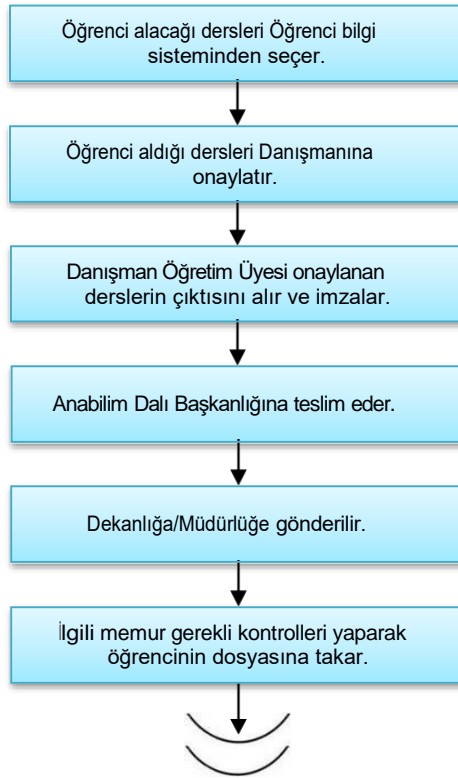 Öğrenci alacağı dersleri Öğrenci bilgi
sisteminden seçer.
Öğrenci aldığı dersleri Danışmanına
onaylatır.
Danışman Öğretim Üyesi onaylanan
derslerin çıktısını alır ve imzalar.
Anabilim Dalı Başkanlığına teslim eder.
Dekanlığa/Müdürlüğe gönderilir.
İlgili memur gerekli kontrolleri yaparak
öğrencinin dosyasına takar.